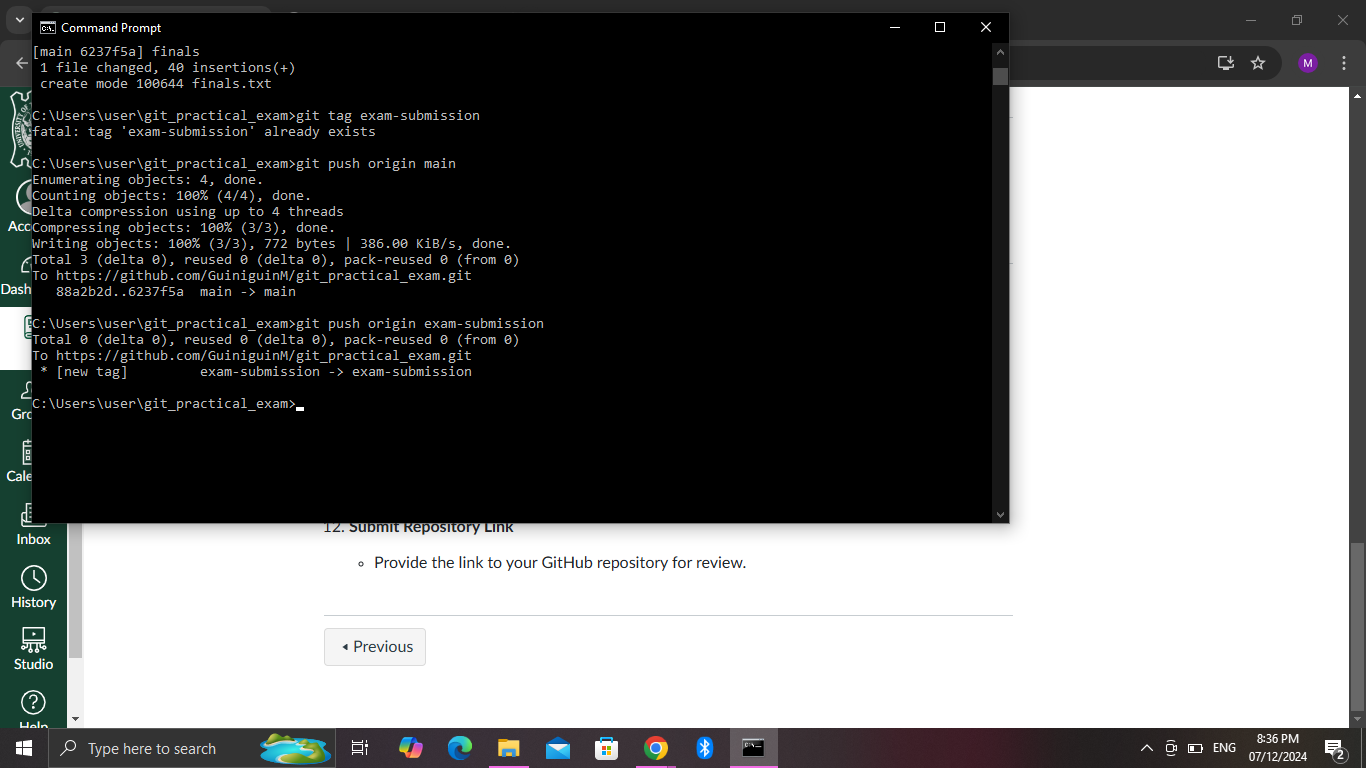 Command Prompt
[main 6237f5a] finals
1 file changed, 40 insertions(+)
create mode 100644 finals.txt
C:\Users\user\git_practical_exam>git tag exam-submission
fatal: tag 'exam-submission' already exists
C:\Users\user\git_practical_exam>git push origin main
Enumerating objects: 4, done.
Counting objects: 100% (4/4), done.
Delta compression using up to 4 threads
Compressing objects: 100% (3/3), done.
Writing objects: 100% (3/3), 772 bytes | 386.00 KiB/s, done.
Total 3 (delta 0), reused 0 (delta 0), pack-reused 0 (from 0)
To https://github.com/GuiniguinM/git_practical_exam.git
88a2b2d..6237f5a  main -> main
C:\Users\user\git_practical_exam>git push origin exam-submission
Total 0 (delta 0), reused 0 (delta 0), pack-reused 0 (from 0)
To https://github.com/GuiniguinM/git_practical_exam.git
* [new tag]         exam-submission -> exam-submission
C:\Users\user\git_practical_exam>
M
Inbox
History
Studio
Help
12. Submit Repository Link
Provide the link to your GitHub repository for review.
Previous
Type here to search
ENG
8:36 PM
07/12/2024
2